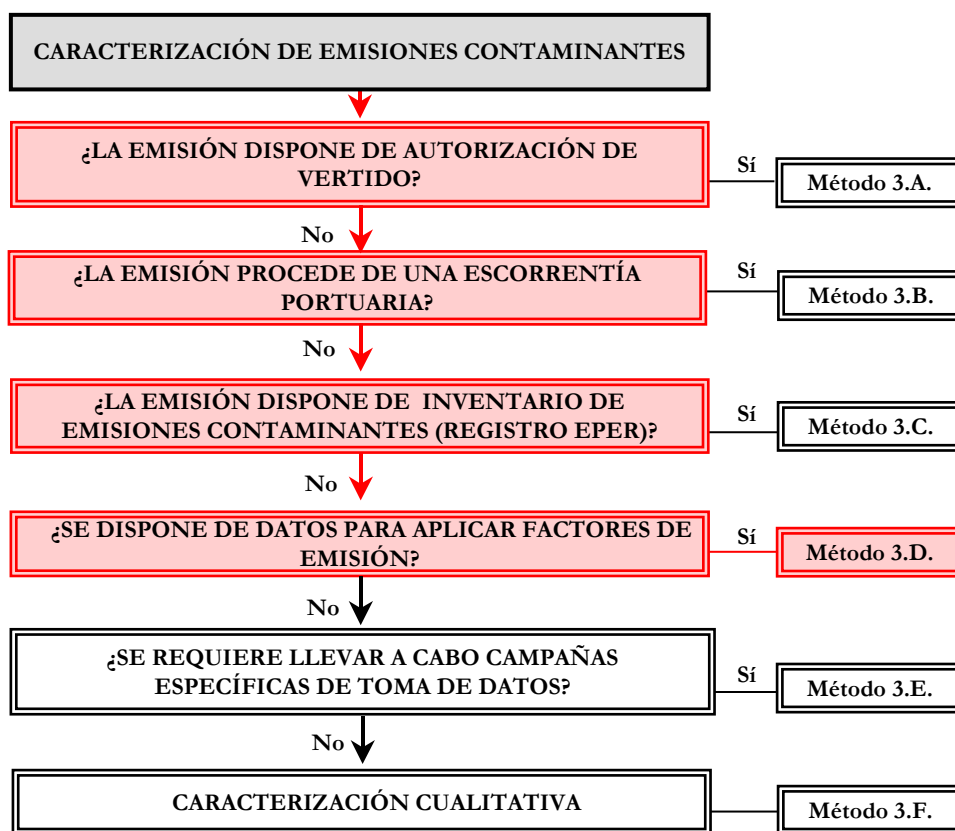 CARACTERIZACIÓN DE EMISIONES CONTAMINANTES
¿LA EMISIÓN DISPONE DE AUTORIZACIÓN DE
VERTIDO?
Sí
Método 3.A.
No
¿LA EMISIÓN PROCEDE DE UNA ESCORRENTÍA
PORTUARIA?
Sí
Método 3.B.
No
¿LA EMISIÓN DISPONE DE INVENTARIO DE
EMISIONES CONTAMINANTES (REGISTRO EPER)?
Sí
Método 3.C.
No
¿SE DISPONE DE DATOS PARA APLICAR FACTORES DE
EMISIÓN?
Sí
Método 3.D.
No
¿SE REQUIERE LLEVAR A CABO CAMPAÑAS
ESPECÍFICAS DE TOMA DE DATOS?
Sí
Método 3.E.
No
CARACTERIZACIÓN CUALITATIVA
Método 3.F.